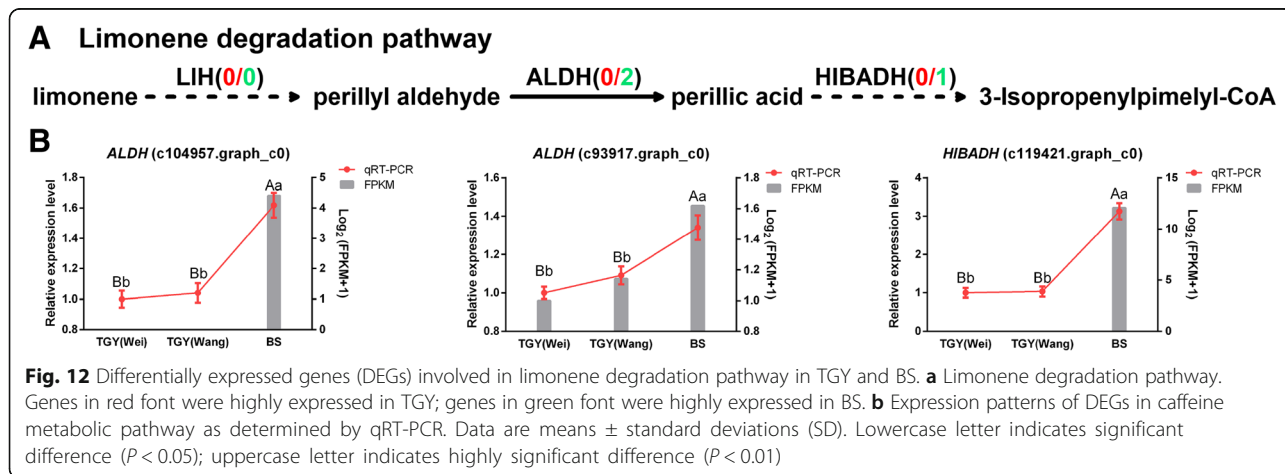 A Limonene degradation pathway
LIH(0/0) ALDH(0/2) HIBADH(0/1)
limonene perillyl aldehyde perillic acid 3-Isopropenylpimelyl-CoA
B
ALDH (c104957.graph_c0)
Relative expression level
1.8
1.6
1.4
1.2
1.0
0.8
Bb
Bb
Aa
qRT-PCR
FPKM
5
4
3
2
1
0
Log2 (FPKM+1)
TGY(Wei) TGY(Wang) BS
ALDH (c93917.graph_c0)
Relative expression level
1.6
1.4
1.2
1.0
0.8
Bb
Bb
Aa
qRT-PCR
FPKM
1.8
1.6
1.4
1.2
1.0
0.8
Log2 (FPKM+1)
TGY(Wei) TGY(Wang) BS
HIBADH (c119421.graph_c0)
Relative expression level
4
3
2
1
0
Bb
Bb
Aa
qRT-PCR
FPKM
15
10
5
0
Log2 (FPKM+1)
TGY(Wei) TGY(Wang) BS
Fig. 12 Differentially expressed genes (DEGs) involved in limonene degradation pathway in TGY and BS. a Limonene degradation pathway.
Genes in red font were highly expressed in TGY; genes in green font were highly expressed in BS. b Expression patterns of DEGs in caffeine
metabolic pathway as determined by qRT-PCR. Data are means ± standard deviations (SD). Lowercase letter indicates significant
difference (P < 0.05); uppercase letter indicates highly significant difference (P < 0.01)